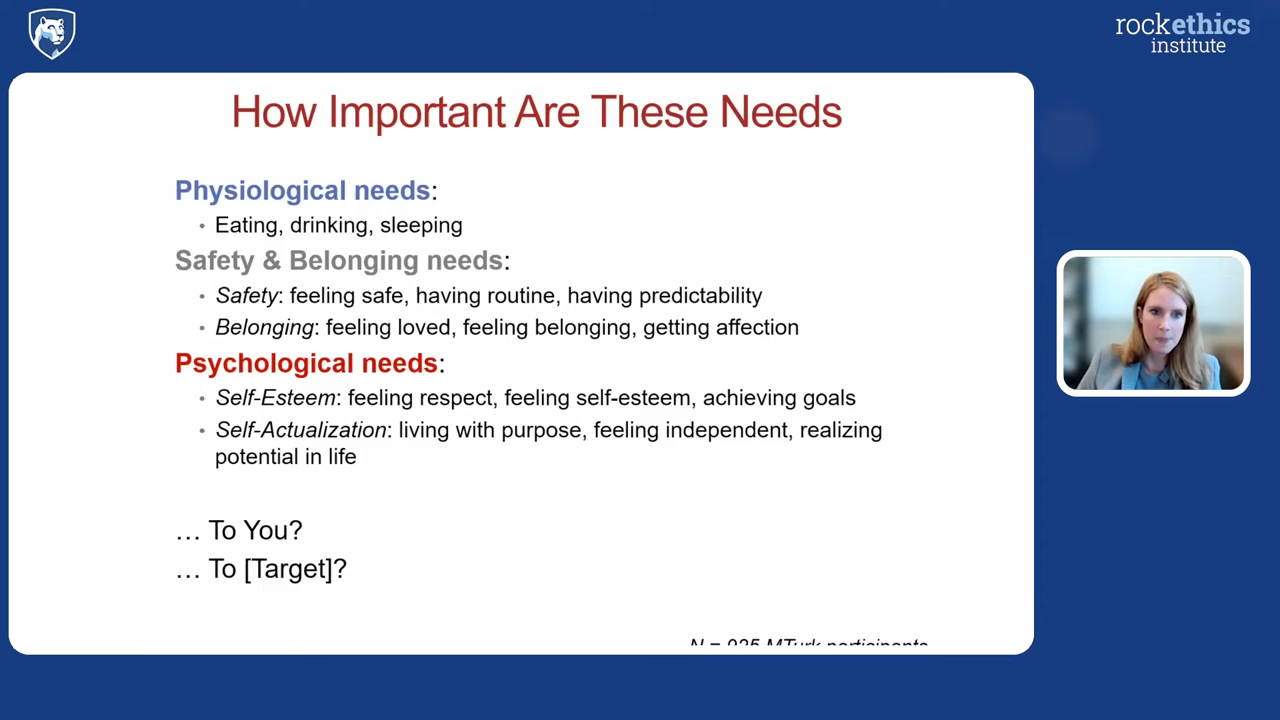 rockethics
institute
How Important Are These Needs
Physiological needs:
• Eating, drinking, sleeping
Safety & Belonging needs:
• Safety: feeling safe, having routine, having predictability
• Belonging: feeling loved, feeling belonging, getting affection
Psychological needs:
• Self-Esteem: feeling respect, feeling self-esteem, achieving goals
• Self-Actualization: living with purpose, feeling independent, realizing
potential in life
… To You?
… To [Target]?
N = 925 MTurk participants